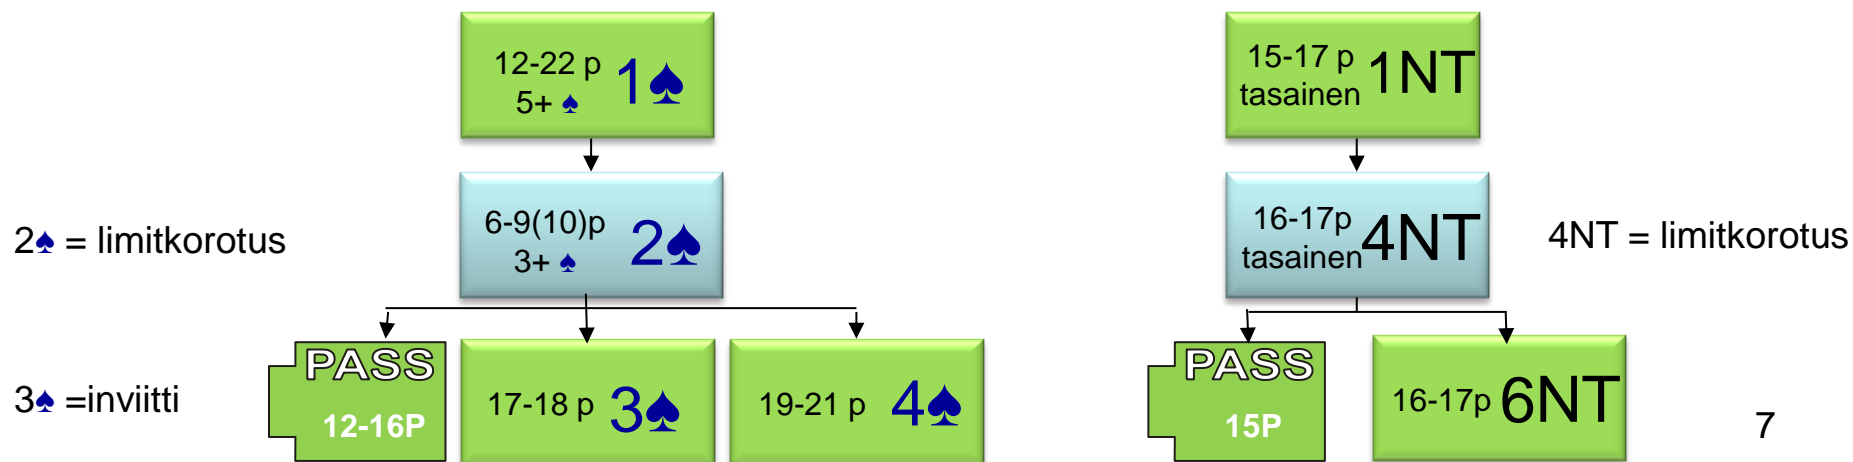 12-22 p
5+ ♠
1♠
15-17 p
tasainen
1NT
2♠ = limitkorotus
6-9(10)p
3+ ♠
2♠
16-17p
tasainen
4NT
4NT = limitkorotus
3♠ =inviitti
PASS
12-16P
17-18 p 3♠
19-21 p 4♠
PASS
15P
16-17p 6NT
7